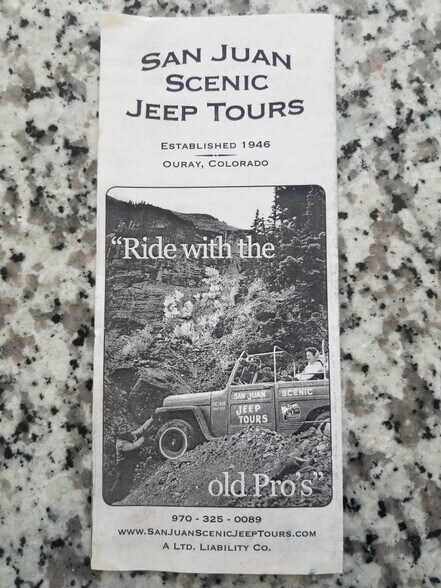 San Juan
Scenic
Jeep Tours
Established 1946
Ouray, Colorado
"Ride with the
San Juan Scenic
Jeep
Tours
old Pro's"
970 - 325 - 0089
www.SanJuanScenicJeepTours.com
A Ltd. Liability Co.